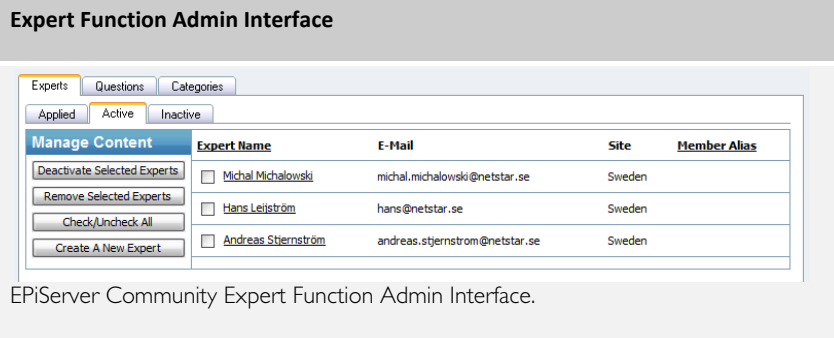 Expert Function Admin Interface
Experts Questions Categories
Applied Active Inactive
Manage Content
Deactivate Selected Experts
Remove Selected Experts
Check/Uncheck All
Create A New Expert
Expert Name E-Mail Site Member Alias
Michal Michalowski michal.michalowski@netstar.se Sweden
Hans Leijström hans@netstar.se Sweden
Andreas Stjernström andreas.stjernstrom@netstar.se Sweden
EPiServer Community Expert Function Admin Interface.